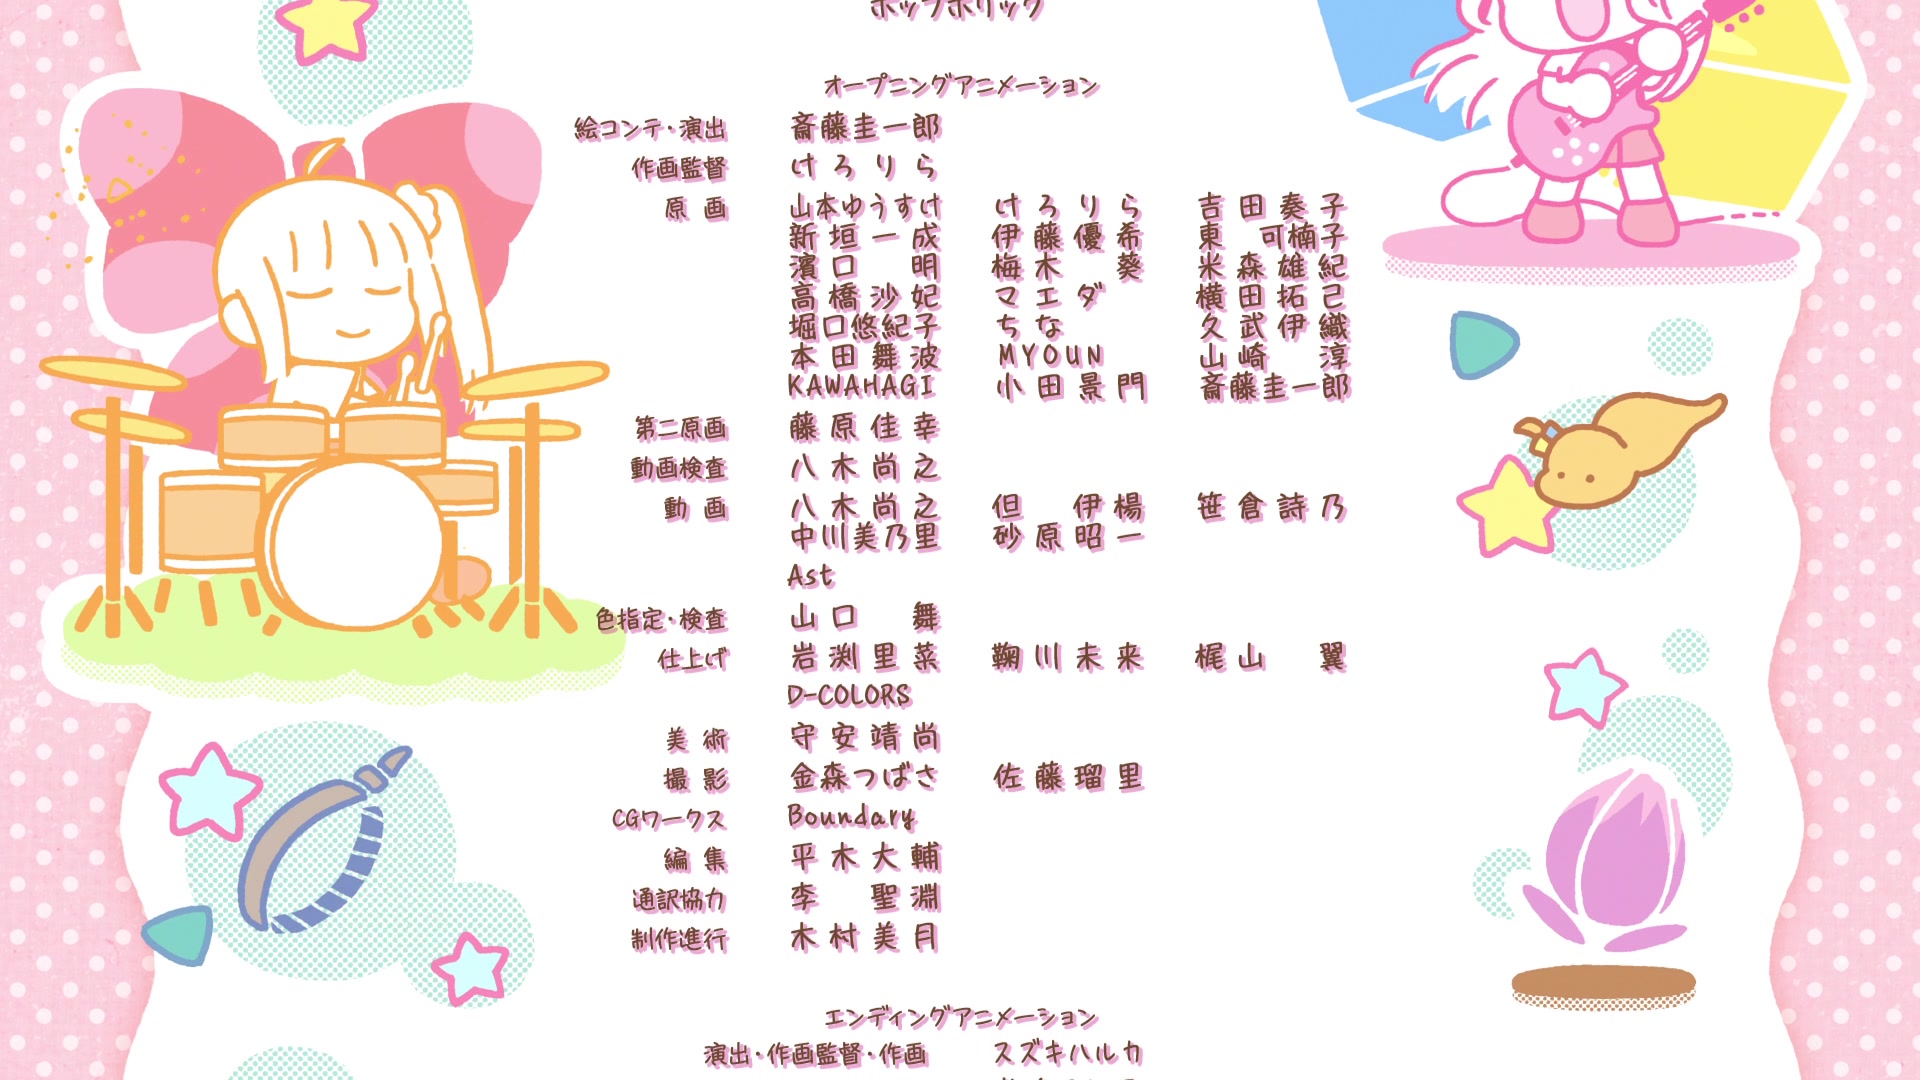 ポップホリック
オープニングアニメーション
絵コンテ・演出 斎藤圭一郎
作画監督 けろりら
原画 山本ゆうすけ けろりら 吉田奏子
新垣一成 伊藤優希 東 可楠子
濱口 明 梅木 葵 米森雄紀
高橋沙妃 マエダ 横田拓己
堀口悠紀子 ちな 久武伊織
本田舞波 MYOUN 山崎 淳
KAWAHAGI 小田景門 斎藤圭一郎
第二原画 藤原佳幸
動画検査 八木尚之
動画 八木尚之 但 伊楊 笹倉詩乃
中川美乃里 砂原昭一
Ast
色指定・検査 山口 舞
仕上げ 岩渕里菜 鞠川未来 梶山 翼
D-COLORS
美術 守安靖尚
撮影 金森つばさ 佐藤瑠里
CGワークス Boundary
編集 平木大輔
通訳協力 李 聖淵
制作進行 木村美月
エンディングアニメーション
演出・作画監督・作画 スズキハルカ